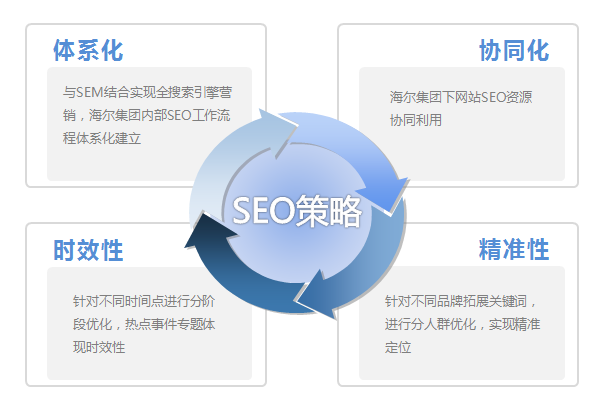 体系化
与SEM结合实现全搜索引擎营
销，海尔集团内部SEO工作流
程体系化建立
协同化
海尔集团下网站SEO资源
协同利用
SEO策略
时效性
针对不同时间点进行分阶
段优化，热点事件专题体
现时效性
精准性
针对不同品牌拓展关键词，
进行分人群优化，实现精准
定位